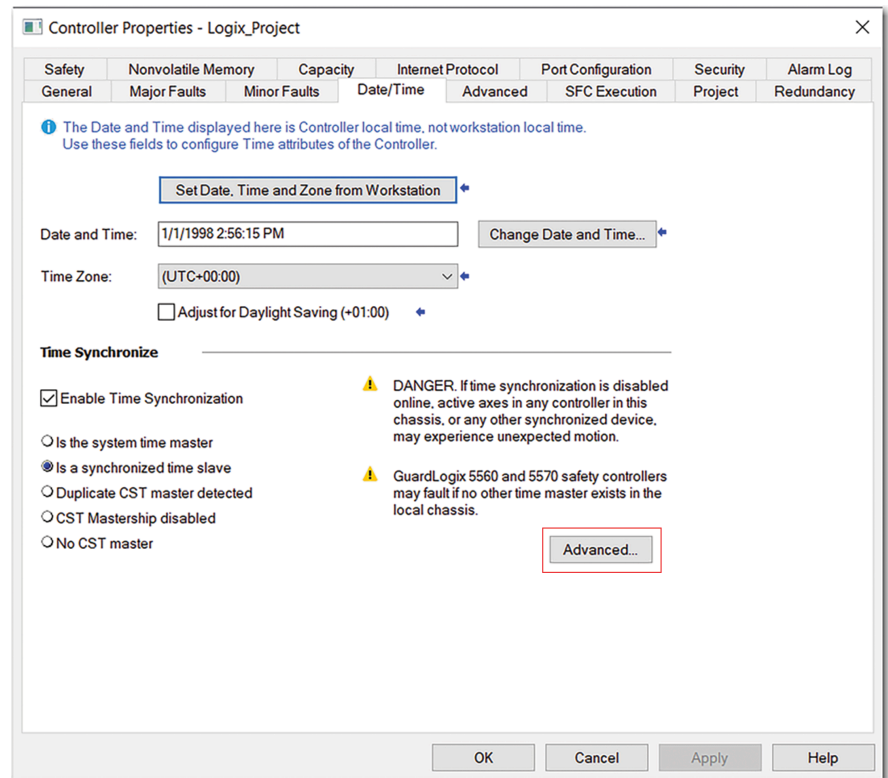 Controller Properties - Logix_Project
Safety Nonvolatile Memory Capacity Internet Protocol Port Configuration Security Alarm Log
General Major Faults Minor Faults Date/Time Advanced SFC Execution Project Redundancy
The Date and Time displayed here is Controller local time, not workstation local time.
Use these fields to configure Time attributes of the Controller.
Set Date, Time and Zone from Workstation
Date and Time: 1/1/1998 2:56:15 PM Change Date and Time...
Time Zone: (UTC+00:00)
Adjust for Daylight Saving (+01:00)
Time Synchronize
Enable Time Synchronization
Is the system time master
Is a synchronized time slave
Duplicate CST master detected
CST Mastership disabled
No CST master
DANGER. If time synchronization is disabled
online, active axes in any controller in this
chassis, or any other synchronized device,
may experience unexpected motion.
GuardLogix 5560 and 5570 safety controllers
may fault if no other time master exists in the
local chassis.
Advanced...
OK Cancel Apply Help